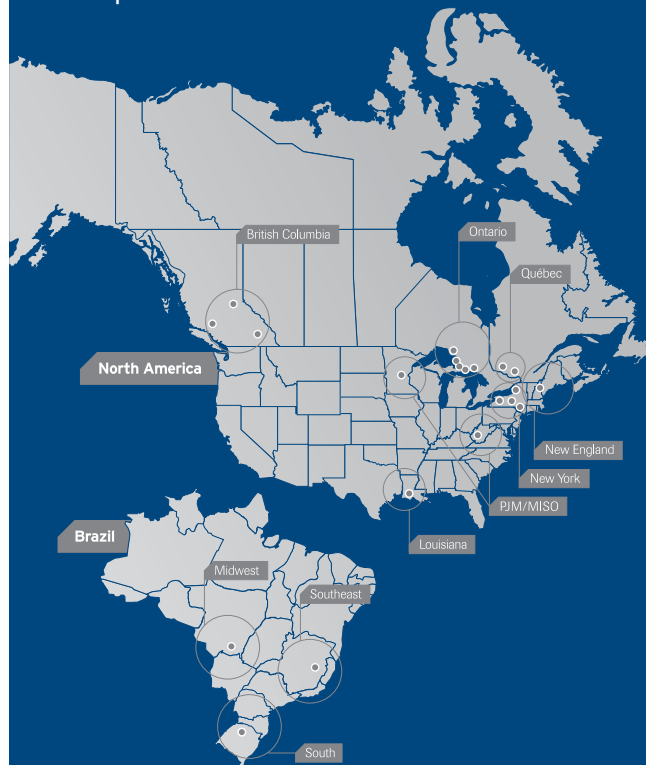 British Columbia
Ontario
Québec
North America
New England
New York
PJM/MISO
Louisiana
Brazil
Midwest
Southeast
South